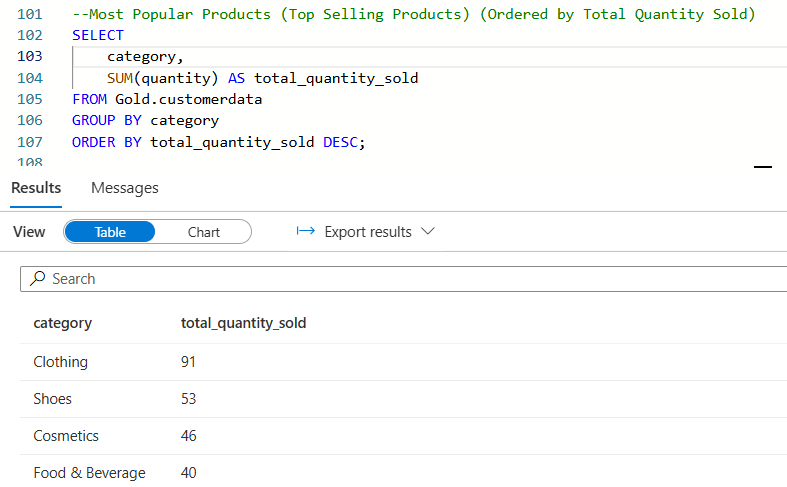 101 --Most Popular Products (Top Selling Products) (Ordered by Total Quantity Sold)
102 SELECT
103 category,
104 SUM(quantity) AS total_quantity_sold
105 FROM Gold.customerdata
106 GROUP BY category
107 ORDER BY total_quantity_sold DESC;
108
Results Messages
View Table Chart Export results
Search
category total_quantity_sold
Clothing 91
Shoes 53
Cosmetics 46
Food & Beverage 40